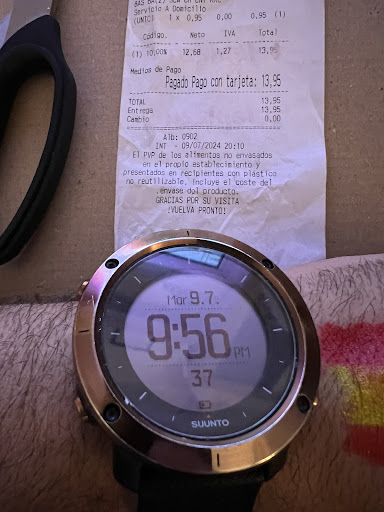 Servicio A Domicilio
(UNTC) 1 x 0,95 0,00 0,95 (1)
Código. Neto IVA Total
(1) 10,00% 12,68 1,27 13,95
Medios de Pago
Pagado Pago con tarjeta: 13,95
TOTAL 13,95
Entrega 13,95
Cambio 0,00
Alb: 0902
INT - 09/07/2024 20:10
El PVP de los alimentos no envasados
en el propio establecimiento y
presentados en recipientes con plástico
no reutilizable, incluye el coste del
envase del producto.
GRACIAS POR SU VISITA
¡VUELVA PRONTO!
Mar 9.7.
9:56 PM
37
SUUNTO